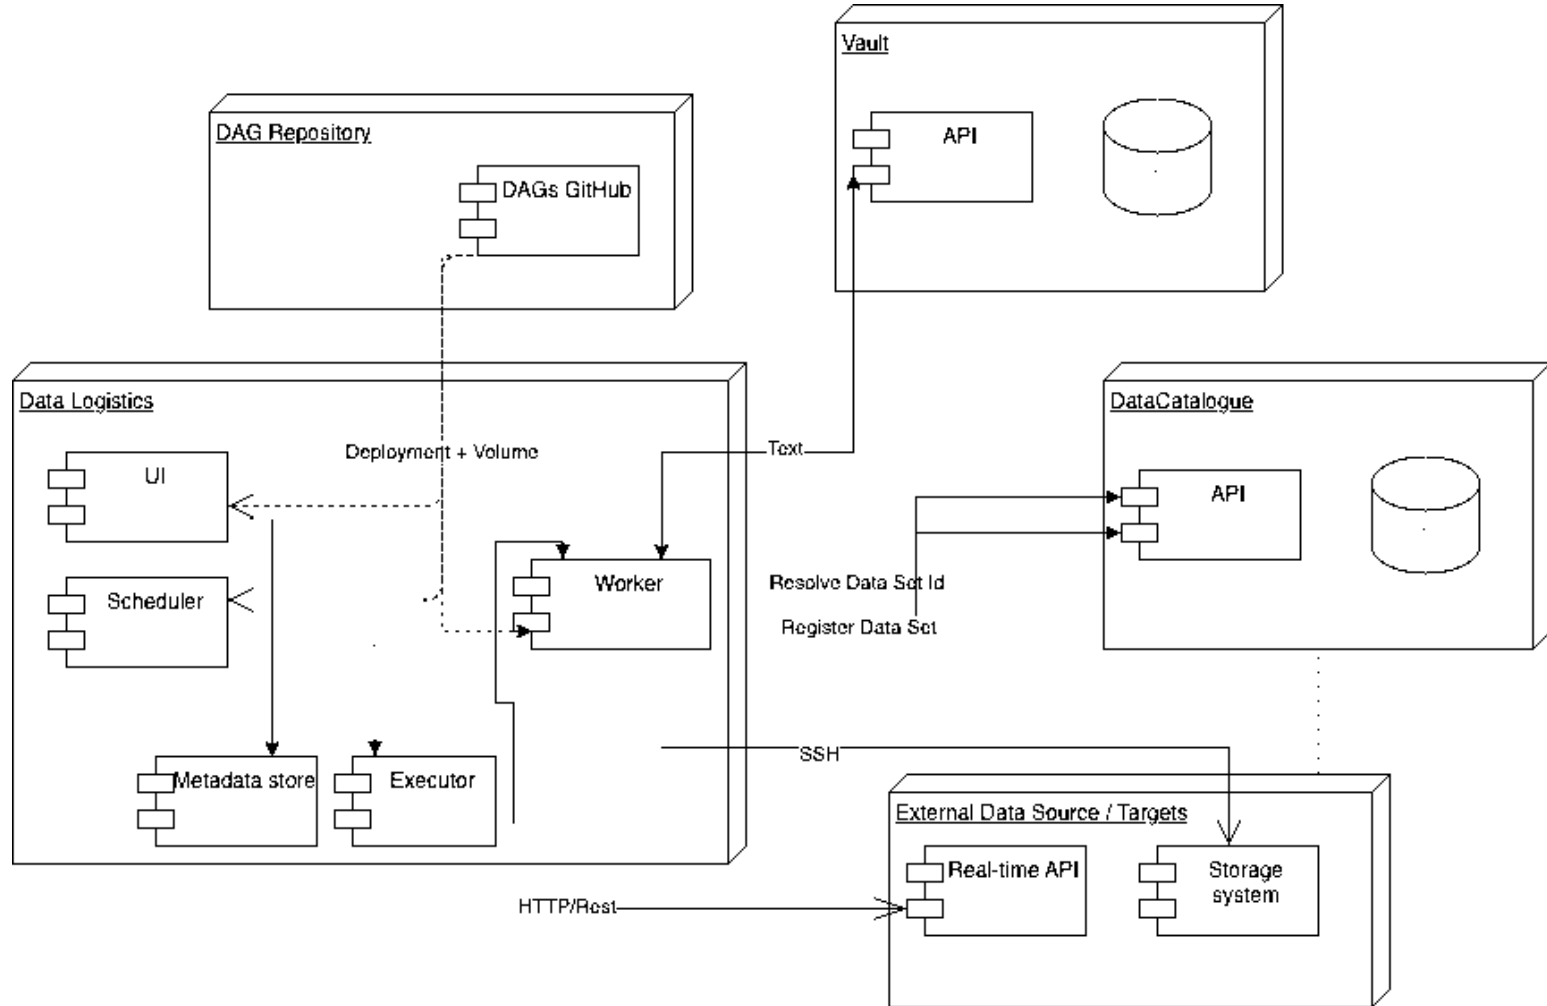 Vault
API
DAG Repository
DAGs GitHub
Data Logistics
UI
Deployment + Volume
Text
Scheduler
Worker
Metadata store
Executor
DataCatalogue
API
Resolve Data Set Id
Register Data Set
SSH
External Data Source / Targets
Real-time API
Storage
system
HTTP/Rest